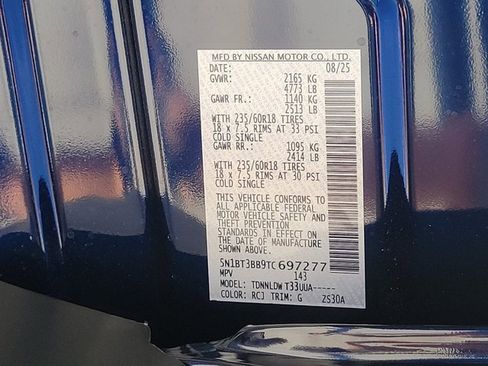 MFD BY NISSAN MOTOR CO., LTD.
DATE: 08/25
GVWR: 2165 KG
4773 LB
GAWR FR.: 1140 KG
2513 LB
WITH 235/60R18 TIRES
18 x 7.5 RIMS AT 33 PSI
COLD SINGLE
GAWR RR.: 1095 KG
2414 LB
WITH 235/60R18 TIRES
18 x 7.5 RIMS AT 30 PSI
COLD SINGLE
THIS VEHICLE CONFORMS TO
ALL APPLICABLE FEDERAL
MOTOR VEHICLE SAFETY AND
THEFT PREVENTION
STANDARDS IN EFFECT ON
THE DATE OF MANUFACTURE
SHOWN ABOVE.
5N1BT3BB9TC697277
MPV 143
MODEL: TDNNLDW T33UUA-----
COLOR: RCJ TRIM: G ZS30A